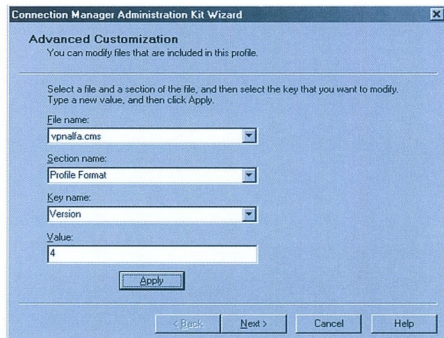 Connection Manager Administration Kit Wizard
Advanced Customization
You can modify files that are included in this profile.
Select a file and a section of the file, and then select the key that you want to modify.
Type a new value, and then click Apply.
File name:
vpnalfa.cms
Section name:
Profile Format
Key name:
Version
Value:
4
Apply
< Back Next > Cancel Help